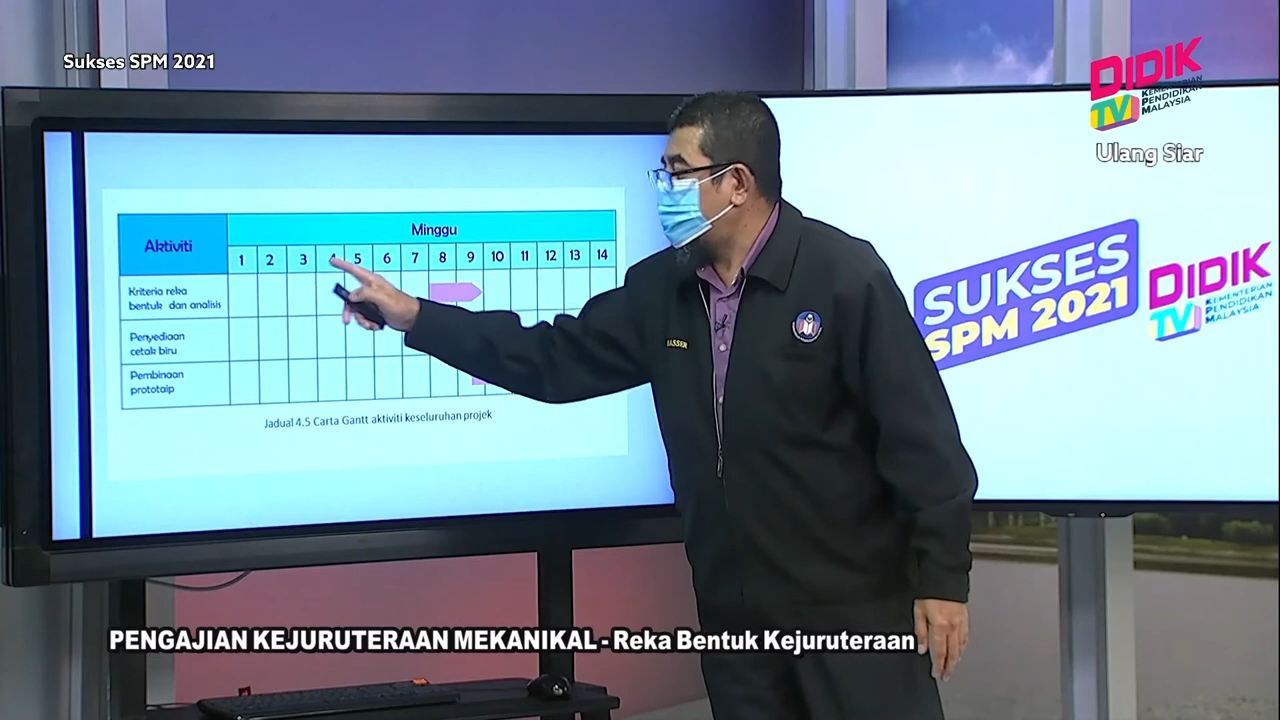 Sukses SPM 2021
DIDIK
TV
KEMENTERIAN
PENDIDIKAN
MALAYSIA
Ulang Siar
Aktiviti
Minggu
1 2 3 4 5 6 7 8 9 10 11 12 13 14
Kriteria reka
bentuk dan analisis
Penyediaan
cetak biru
Pembinaan
prototaip
Jadual 4.5 Carta Gantt aktiviti keseluruhan projek
SUKSES
SPM 2021
DIDIK
TV
KEMENTERIAN
PENDIDIKAN
MALAYSIA
PENGAJIAN KEJURUTERAAN MEKANIKAL - Reka Bentuk Kejuruteraan